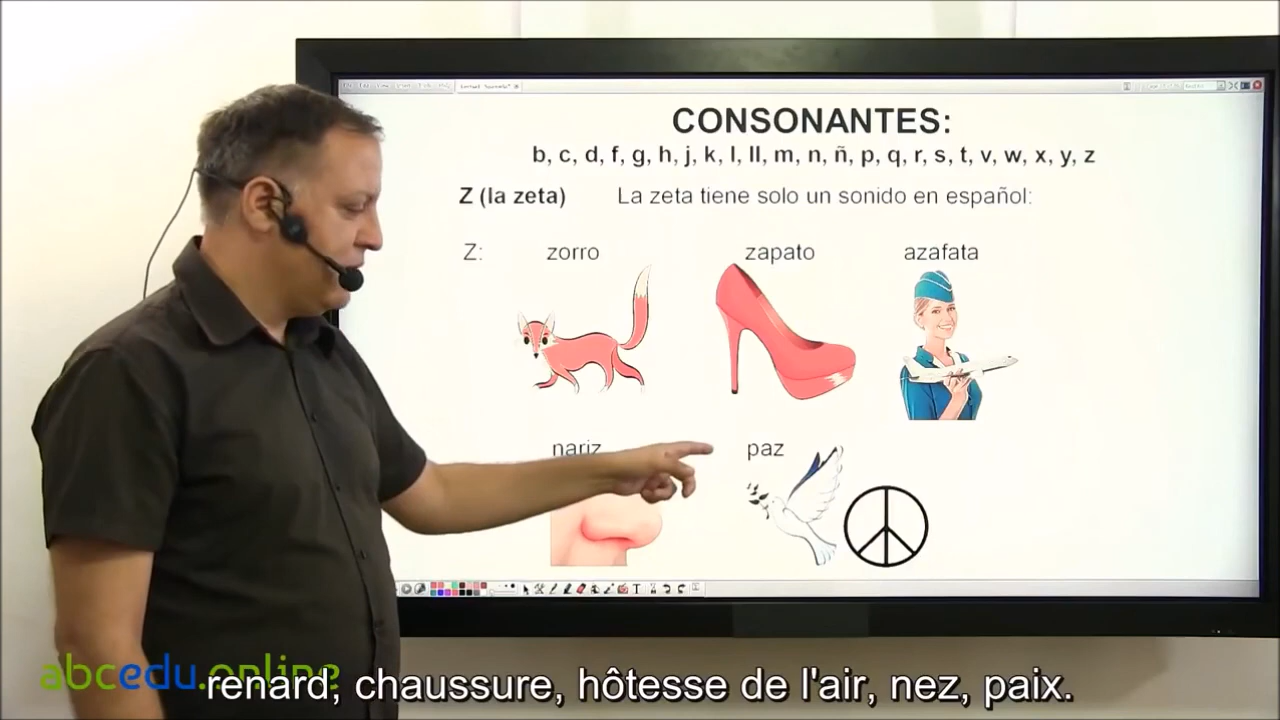 CONSONANTES:
b, c, d, f, g, h, j, k, l, ll, m, n, ñ, p, q, r, s, t, v, w, x, y, z
Z (la zeta) La zeta tiene solo un sonido en español:
Z: zorro zapato azafata
nariz paz
abcedu.online
renard, chaussure, hôtesse de l'air, nez, paix.